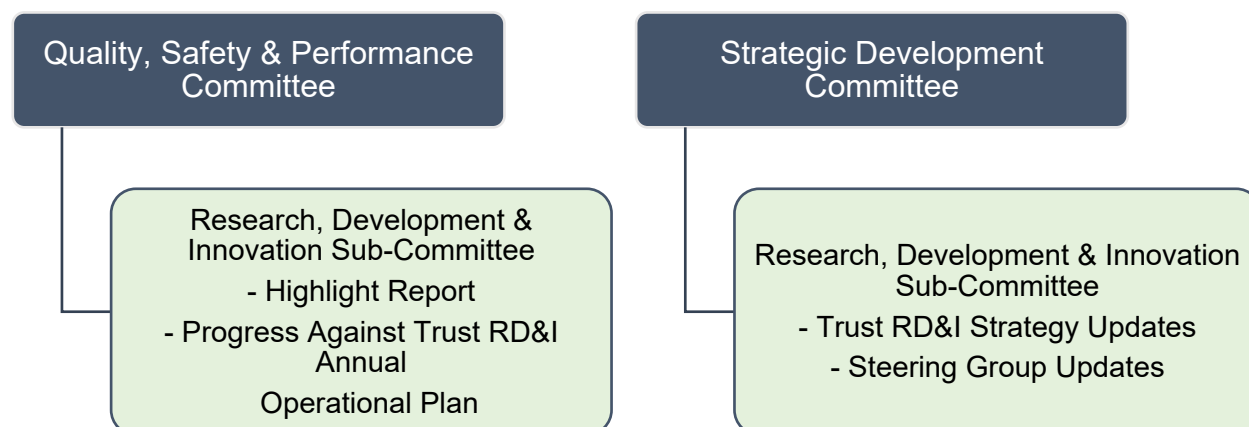 Quality, Safety & Performance
Committee
Research, Development &
Innovation Sub-Committee
- Highlight Report
- Progress Against Trust RD&I
Annual
Operational Plan
Strategic Development
Committee
Research, Development & Innovation
Sub-Committee
- Trust RD&I Strategy Updates
- Steering Group Updates